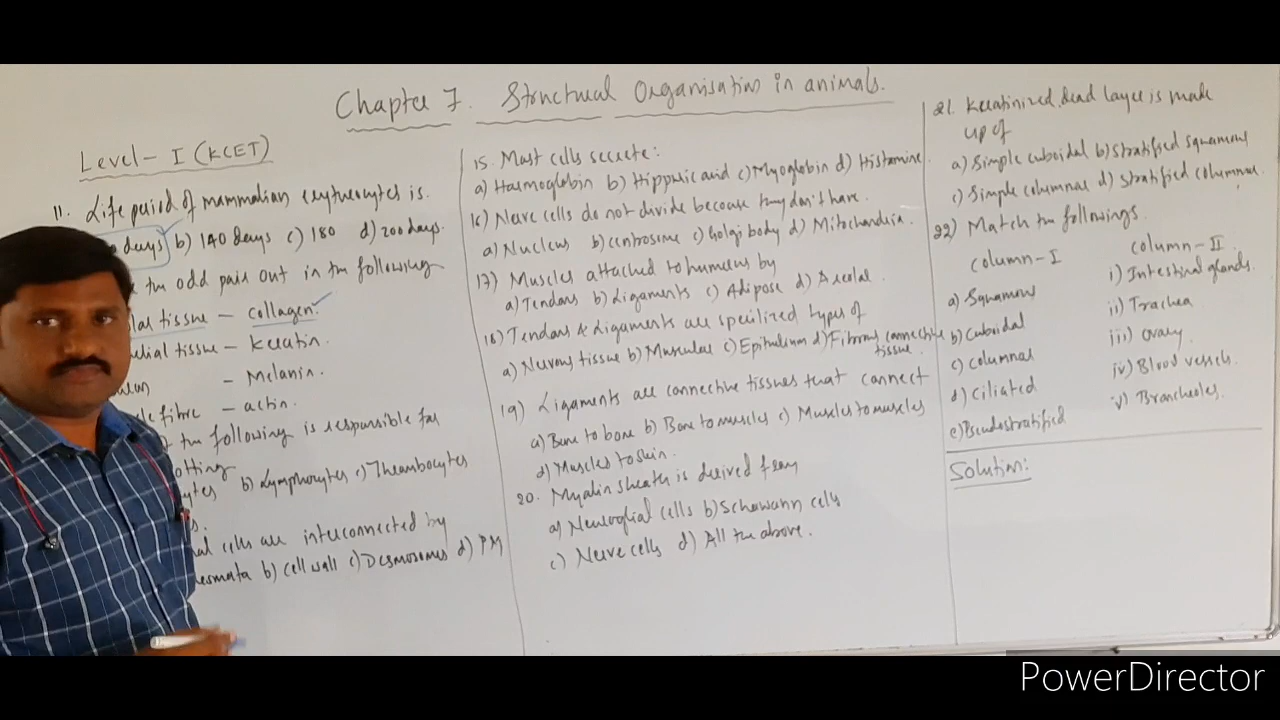 Chapter 7. Structural Organisation in animals.
Level- I (KCET)
11. Life period of mammalian erythrocytes is.
days b) 140 days c) 180 d) 200 days.
the odd pair out in the following
tissue - collagen.
tissue - keratin.
- Melanin.
fibre - actin.
the following is responsible for
b) Lymphocytes c) Thrombocytes
cells are interconnected by
b) Cell wall c) Desmosomes d) PM
15. Mast cells secrete:
a) Haemoglobin b) Hippuric acid c) Myoglobin d) Histamine.
16) Nerve cells do not divide because they don't have.
a) Nucleus b) centrosome c) Golgi body d) Mitochondria.
17) Muscles attached to humerus by
a) Tendons b) Ligaments c) Adipose d) Areolar
18) Tendons & Ligaments are specilized types of
a) Nervous tissue b) Muscular c) Epithelium d) Fibrous connective
tissue.
19) Ligaments are connective tissues that connect
a) Bone to bone b) Bone to muscles c) Muscles to muscles
d) Muscles to skin.
20. Myalin sheath is derived from
a) Neuroglial cells b) Schewann cells
c) Nerve cells d) All the above.
21. Keratinized dead layer is made
up of
a) Simple cuboidal b) Stratified squamous
c) Simple columnar d) Stratified columnar.
22) Match the followings.
column-I column-II
a) Squamous i) Intestinal glands.
b) Cuboidal ii) Trachea
c) columnar iii) ovary
d) Ciliated iv) Blood vessels.
e) Pseudostratified v) Brancheoles.
Solution:
PowerDirector